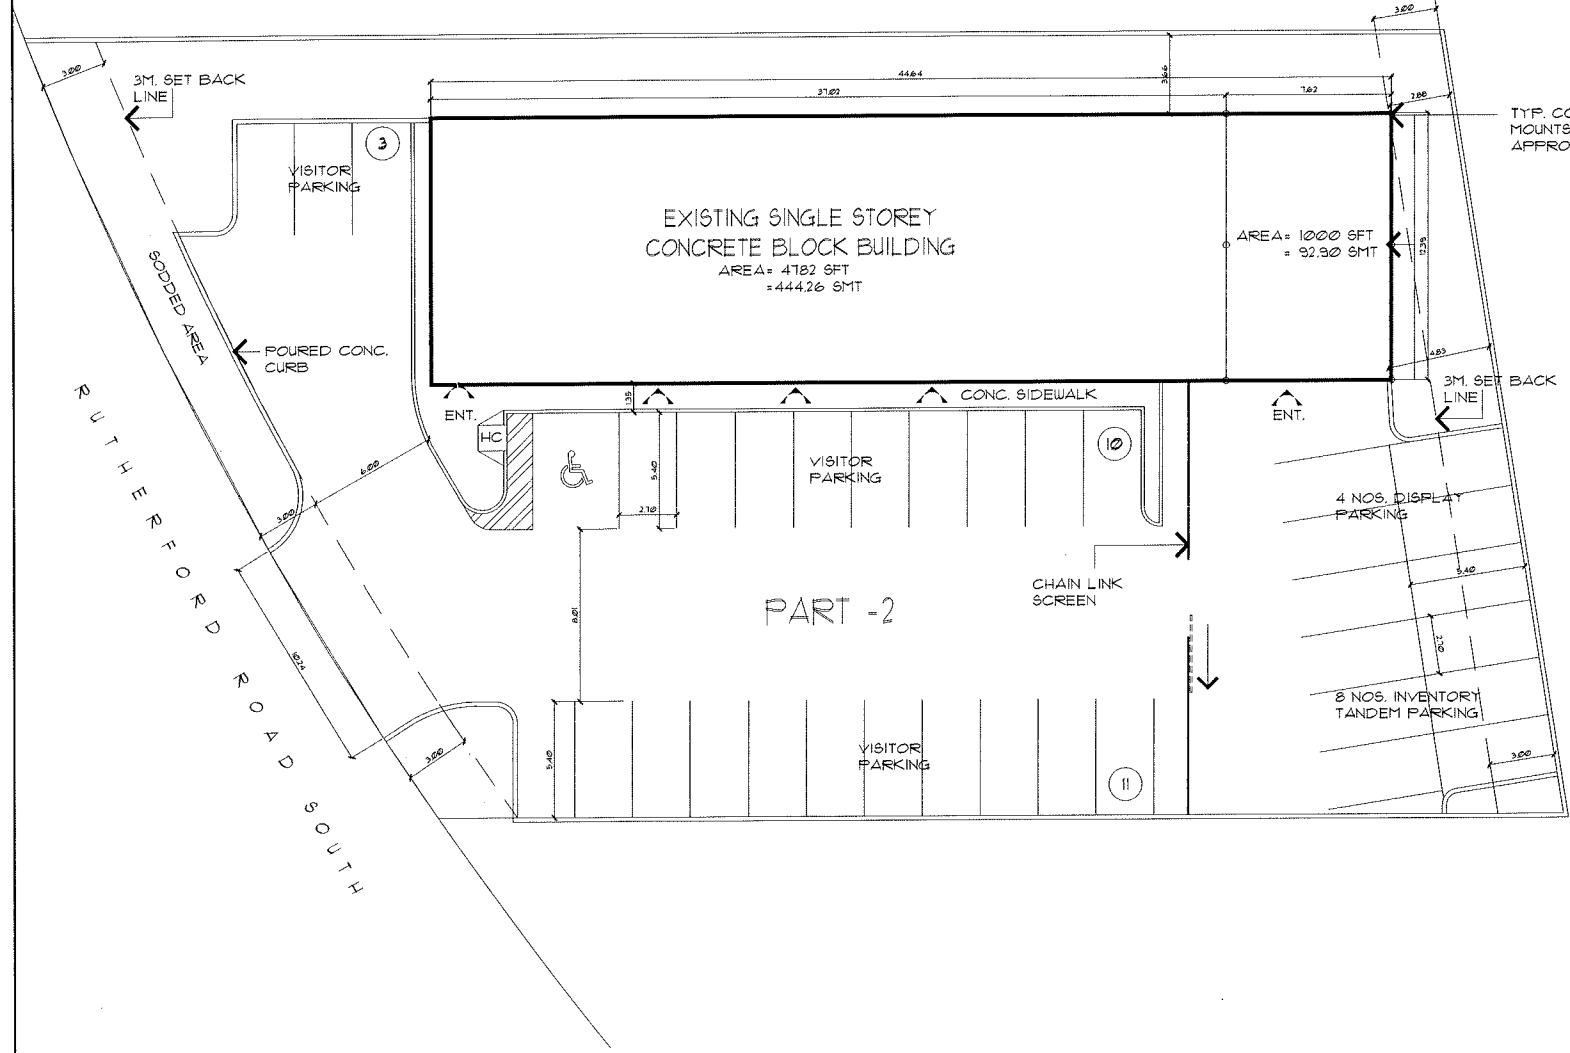 3.00
3.00
3M. SET BACK
LINE
44.64
37.02
7.62
3.66
2.88
TYP. CO
MOUNTS
APPRO
3
VISITOR
PARKING
EXISTING SINGLE STOREY
CONCRETE BLOCK BUILDING
AREA= 4782 SFT
=444.26 SMT
AREA= 1000 SFT
= 92.90 SMT
SODDED AREA
POURED CONC.
CURB
4.83
3M. SET BACK
LINE
ENT.
1.35
CONC. SIDEWALK
ENT.
HC
5.40
2.70
VISITOR
PARKING
10
6.00
3.00
4 NOS. DISPLAY
PARKING
5.40
CHAIN LINK
SCREEN
PART -2
8.01
2.70
10.24
RUTHERFORD ROAD SOUTH
8 NOS. INVENTORY
TANDEM PARKING
3.00
3.00
5.40
VISITOR
PARKING
11